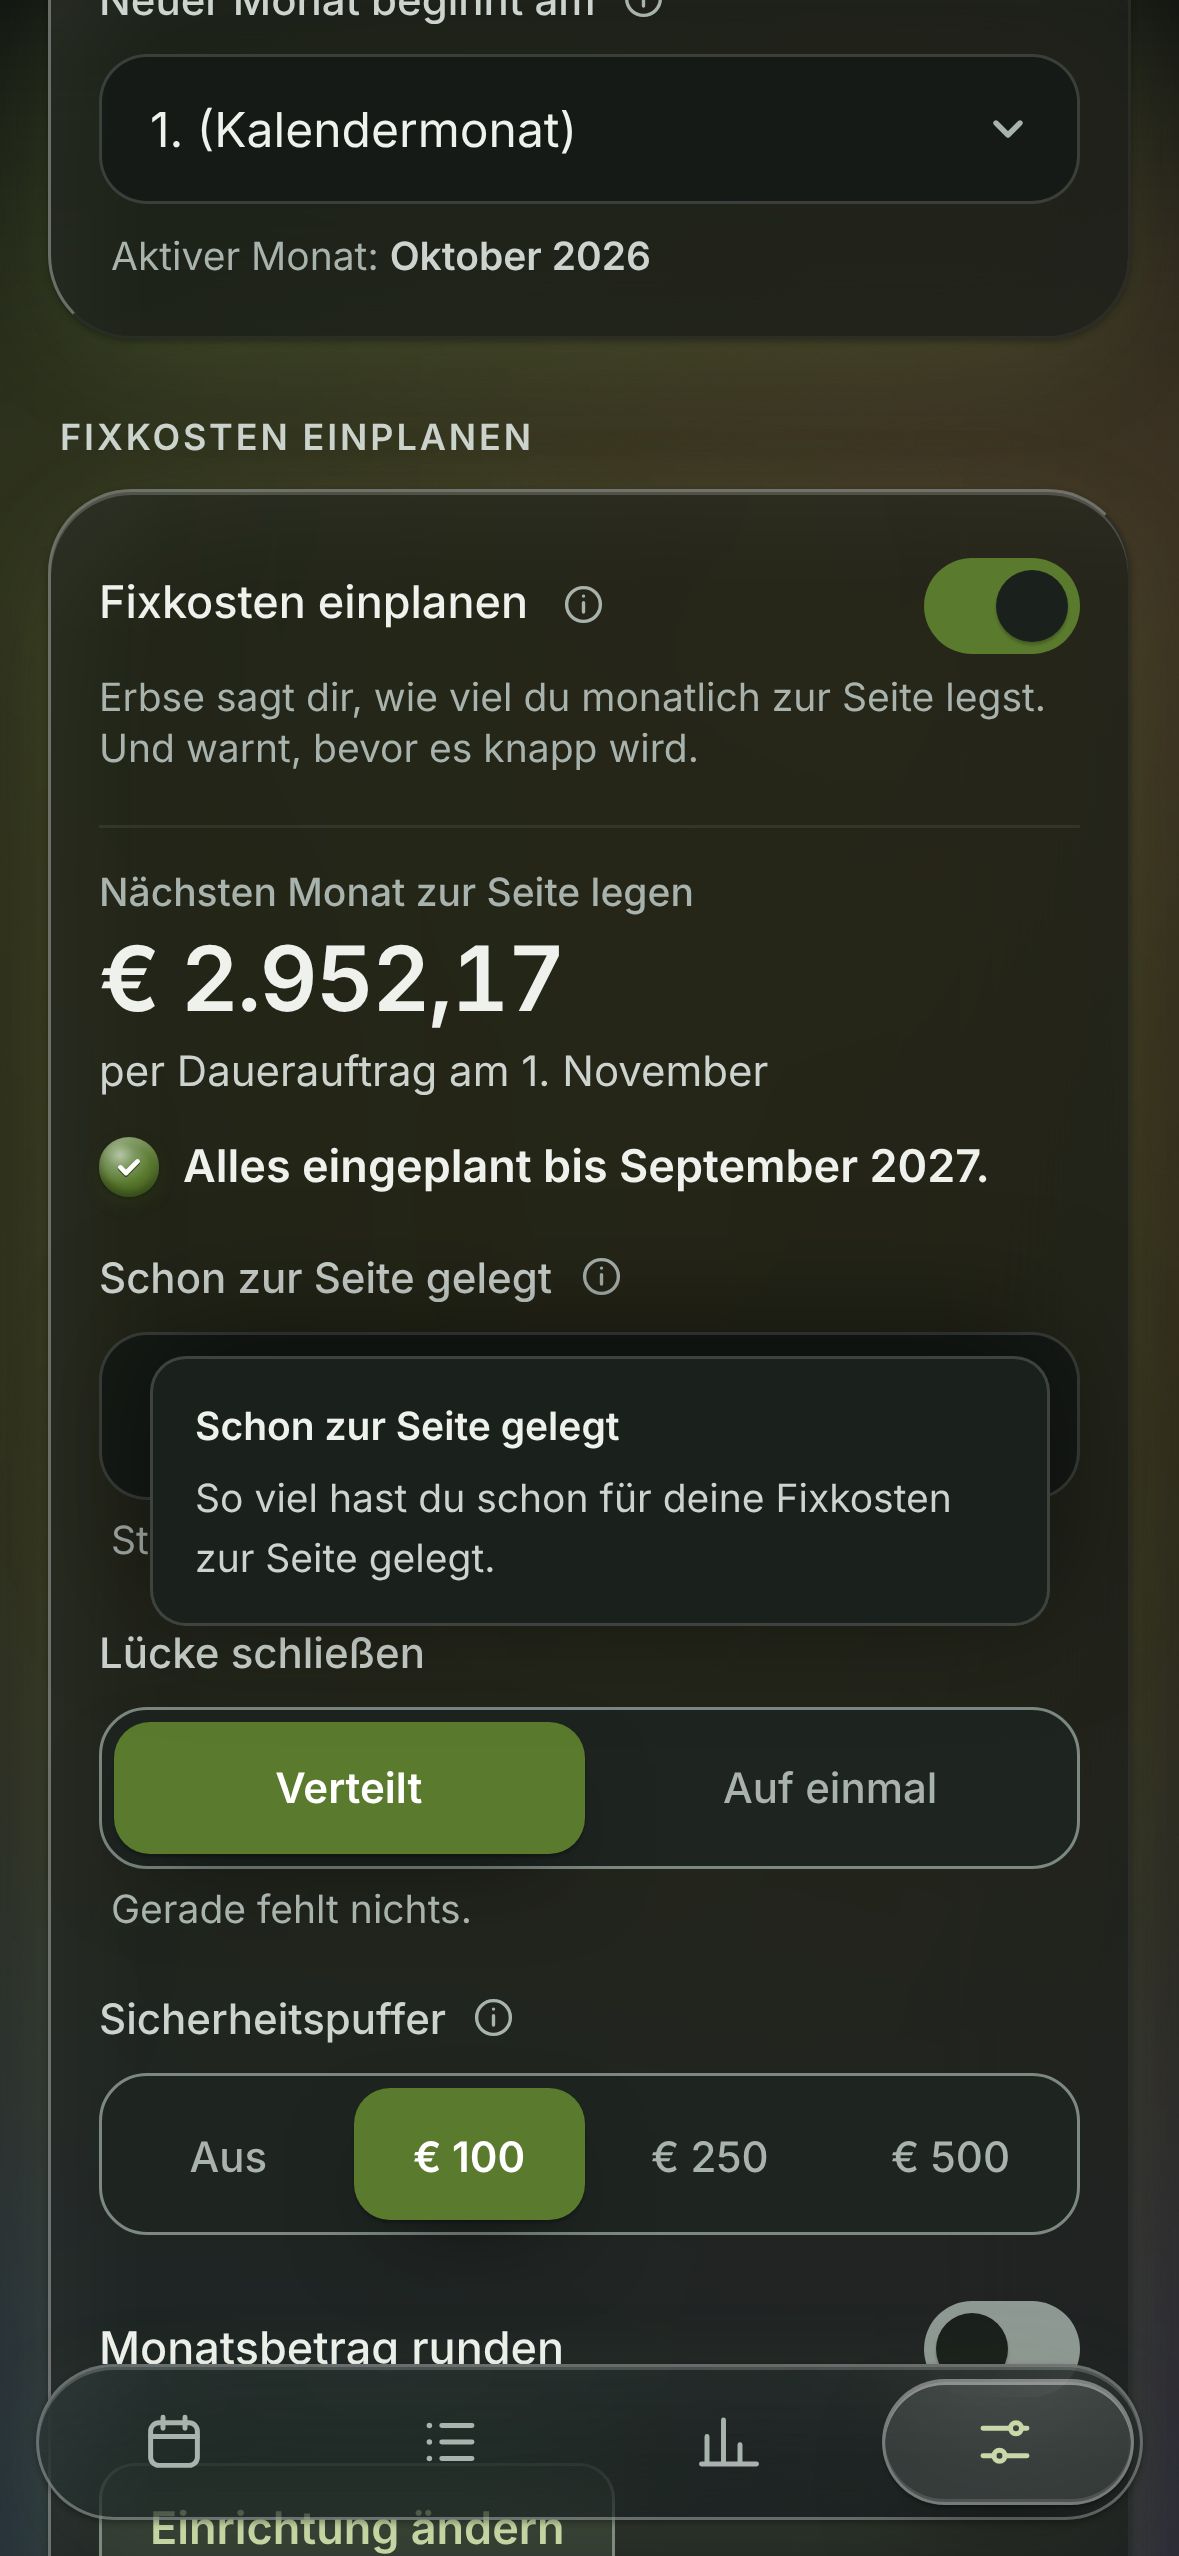 Neuer Monat beginnt am
1. (Kalendermonat)
Aktiver Monat: Oktober 2026
FIXKOSTEN EINPLANEN
Fixkosten einplanen
Erbse sagt dir, wie viel du monatlich zur Seite legst.
Und warnt, bevor es knapp wird.
Nächsten Monat zur Seite legen
€ 2.952,17
per Dauerauftrag am 1. November
Alles eingeplant bis September 2027.
Schon zur Seite gelegt
Schon zur Seite gelegt
So viel hast du schon für deine Fixkosten
zur Seite gelegt.
Lücke schließen
Verteilt
Auf einmal
Gerade fehlt nichts.
Sicherheitspuffer
Aus
€ 100
€ 250
€ 500
Monatsbetrag runden
Einrichtung ändern